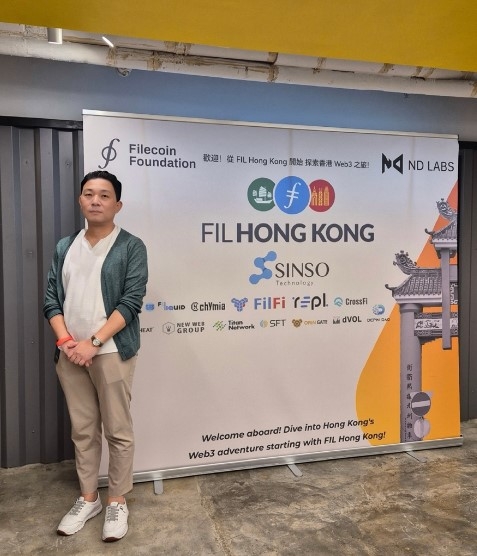 Filecoin
Foundation
歡迎！從 FIL Hong Kong 開始 探索香港 Web3 之旅！
ND LABS
FIL HONG KONG
SINSO
Technology
chymia
FilFi
repl.
CrossFi
NEW WEB
GROUP
Titan
Network
SFT
dVOL
Welcome aboard! Dive into Hong Kong's
Web3 adventure starting with FIL Hong Kong!